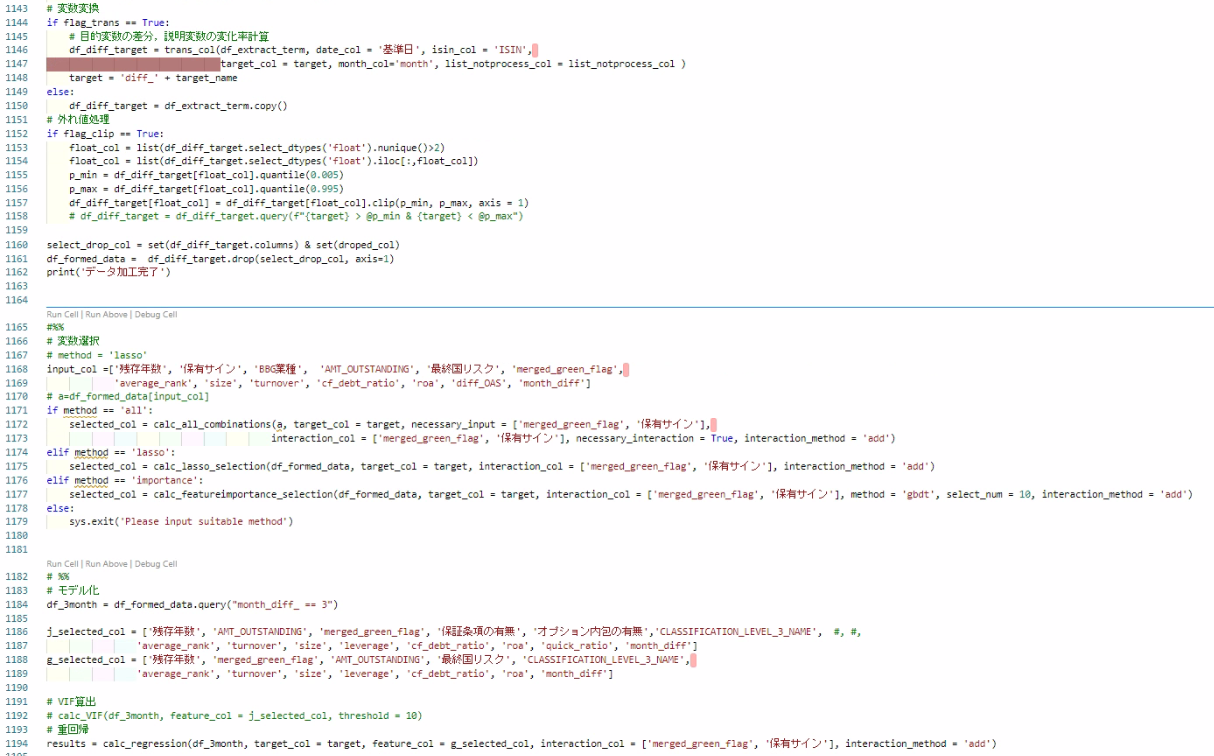 1143 # 変数変換
1144 if flag_trans == True:
1145     # 目的変数の差分，説明変数の変化率計算
1146     df_diff_target = trans_col(df_extract_term, date_col = '基準日', isin_col = 'ISIN',
1147                                target_col = target, month_col='month', list_notprocess_col = list_notprocess_col )
1148     target = 'diff_' + target_name
1149 else:
1150     df_diff_target = df_extract_term.copy()
1151 # 外れ値処理
1152 if flag_clip == True:
1153     float_col = list(df_diff_target.select_dtypes('float').nunique()>2)
1154     float_col = list(df_diff_target.select_dtypes('float').iloc[:,float_col])
1155     p_min = df_diff_target[float_col].quantile(0.005)
1156     p_max = df_diff_target[float_col].quantile(0.995)
1157     df_diff_target[float_col] = df_diff_target[float_col].clip(p_min, p_max, axis = 1)
1158     # df_diff_target = df_diff_target.query(f"{target} > @p_min & {target} < @p_max")
1159
1160 select_drop_col = set(df_diff_target.columns) & set(droped_col)
1161 df_formed_data =  df_diff_target.drop(select_drop_col, axis=1)
1162 print('データ加工完了')
1163
1164
Run Cell | Run Above | Debug Cell
1165 #%%
1166 # 変数選択
1167 # method = 'lasso'
1168 input_col =['残存年数', '保有サイン', 'BBG業種',  'AMT_OUTSTANDING', '最終国リスク', 'merged_green_flag',
1169             'average_rank', 'size', 'turnover', 'cf_debt_ratio', 'roa', 'diff_OAS', 'month_diff']
1170 # a=df_formed_data[input_col]
1171 if method == 'all':
1172     selected_col = calc_all_combinations(a, target_col = target, necessary_input = ['merged_green_flag', '保有サイン'],
1173                                          interaction_col = ['merged_green_flag', '保有サイン'], necessary_interaction = True, interaction_method = 'add')
1174 elif method == 'lasso':
1175     selected_col = calc_lasso_selection(df_formed_data, target_col = target, interaction_col = ['merged_green_flag', '保有サイン'], interaction_method = 'add')
1176 elif method == 'importance':
1177     selected_col = calc_featureimportance_selection(df_formed_data, target_col = target, interaction_col = ['merged_green_flag', '保有サイン'], method = 'gbdt', select_num = 10, interaction_method = 'add')
1178 else:
1179     sys.exit('Please input suitable method')
1180
1181
Run Cell | Run Above | Debug Cell
1182 # %%
1183 # モデル化
1184 df_3month = df_formed_data.query("month_diff_ == 3")
1185
1186 j_selected_col = ['残存年数', 'AMT_OUTSTANDING', 'merged_green_flag', '保証条項の有無', 'オプション内包の有無','CLASSIFICATION_LEVEL_3_NAME',  #, #,
1187                 'average_rank', 'turnover', 'size', 'leverage', 'cf_debt_ratio', 'roa', 'quick_ratio', 'month_diff']
1188 g_selected_col = ['残存年数', 'merged_green_flag', 'AMT_OUTSTANDING', '最終国リスク', 'CLASSIFICATION_LEVEL_3_NAME',
1189                 'average_rank', 'turnover', 'size', 'leverage', 'cf_debt_ratio', 'roa', 'month_diff']
1190
1191 # VIF算出
1192 # calc_VIF(df_3month, feature_col = j_selected_col, threshold = 10)
1193 # 重回帰
1194 results = calc_regression(df_3month, target_col = target, feature_col = g_selected_col, interaction_col = ['merged_green_flag', '保有サイン'], interaction_method = 'add')